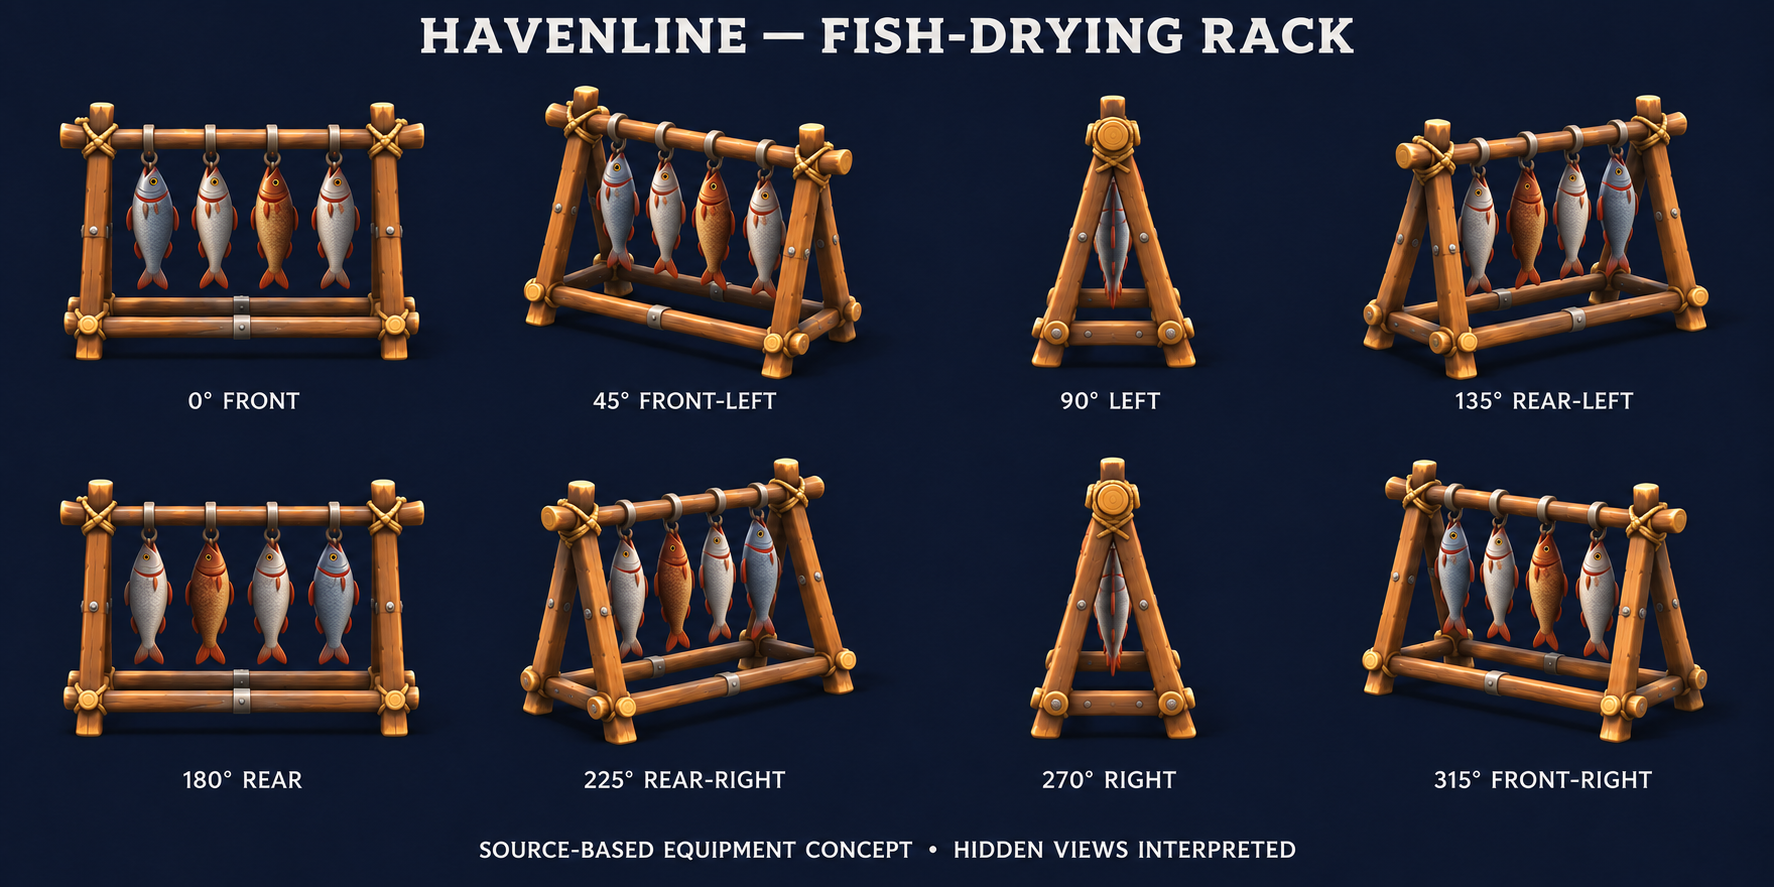 HAVENLINE — FISH-DRYING RACK
0° FRONT
45° FRONT-LEFT
90° LEFT
135° REAR-LEFT
180° REAR
225° REAR-RIGHT
270° RIGHT
315° FRONT-RIGHT
SOURCE-BASED EQUIPMENT CONCEPT • HIDDEN VIEWS INTERPRETED